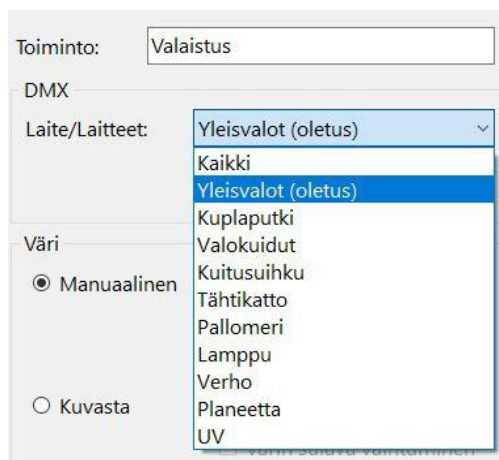 Toiminto: Valaistus
DMX
Laite/Laitteet: Yleisvalot (oletus)
Kaikki
Yleisvalot (oletus)
Kuplaputki
Valokuidut
Kuitusuihku
Tähtikatto
Pallomeri
Lamppu
Verho
Planeetta
UV
Väri
Manuaalinen
Kuvasta